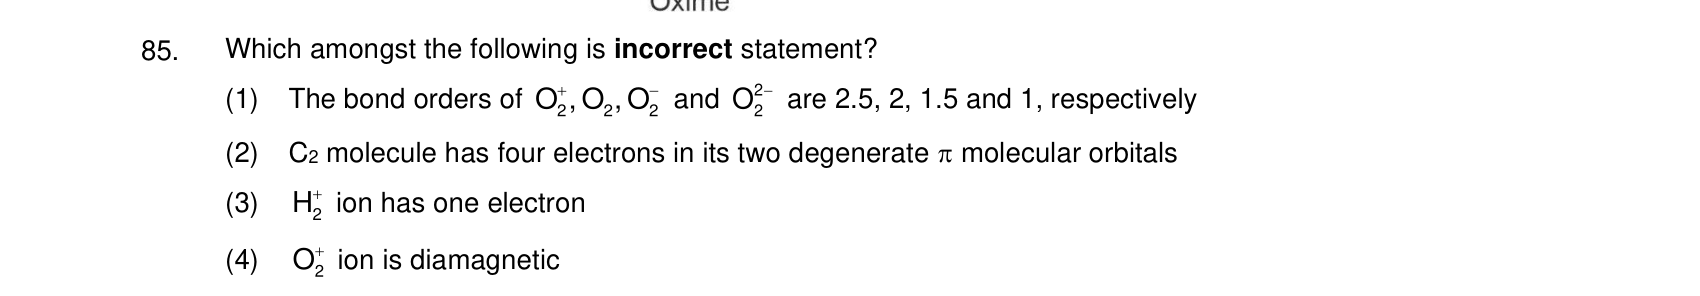 Oxime
85. Which amongst the following is incorrect statement?
(1) The bond orders of O₂⁺, O₂, O₂⁻ and O₂²⁻ are 2.5, 2, 1.5 and 1, respectively
(2) C₂ molecule has four electrons in its two degenerate π molecular orbitals
(3) H₂⁺ ion has one electron
(4) O₂⁺ ion is diamagnetic